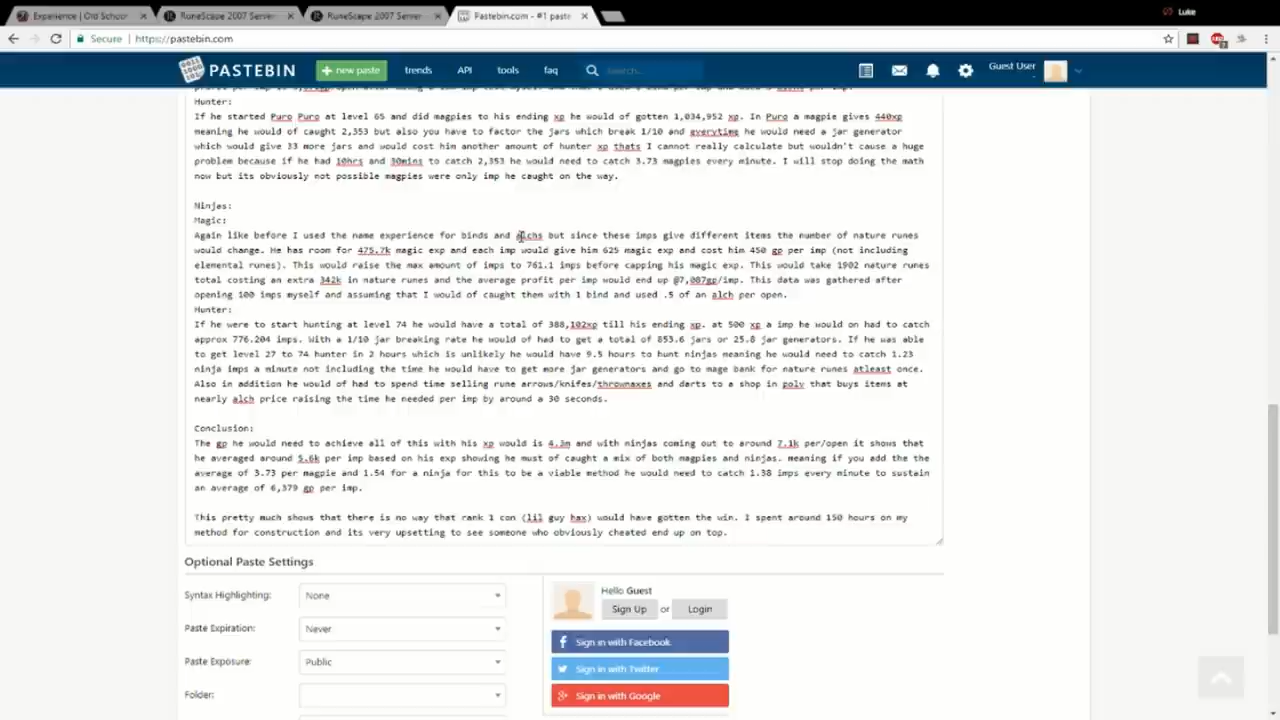 Experience | Old School
RuneScape 2007 Server
RuneScape 2007 Server
Pastebin.com - #1 paste
Luke
Secure | https://pastebin.com
PASTEBIN
+ new paste
trends
API
tools
faq
Search...
Guest User
Hunter:
If he started Puro Puro at level 65 and did magpies to his ending xp he would of gotten 1,034,952 xp. In Puro a magpie gives 440xp
meaning he would of caught 2,353 but also you have to factor the jars which break 1/10 and everytime he would need a jar generator
which would give 33 more jars and would cost him another amount of hunter xp thats I cannot really calculate but wouldn't cause a huge
problem because if he had 10hrs and 30mins to catch 2,353 he would need to catch 3.73 magpies every minute. I will stop doing the math
now but its obviously not possible magpies were only imp he caught on the way.
Ninjas:
Magic:
Again like before I used the name experience for binds and alchs but since these imps give different items the number of nature runes
would change. He has room for 475.7k magic exp and each imp would give him 625 magic exp and cost him 450 gp per imp (not including
elemental runes). This would raise the max amount of imps to 761.1 imps before capping his magic exp. This would take 1902 nature runes
total costing an extra 342k in nature runes and the average profit per imp would end up @7,087gp/imp. This data was gathered after
opening 100 imps myself and assuming that I would of caught them with 1 bind and used .5 of an alch per open.
Hunter:
If he were to start hunting at level 74 he would have a total of 388,102xp till his ending xp. at 500 xp a imp he would on had to catch
approx 776.204 imps. With a 1/10 jar breaking rate he would of had to get a total of 853.6 jars or 25.8 jar generators. If he was able
to get level 27 to 74 hunter in 2 hours which is unlikely he would have 9.5 hours to hunt ninjas meaning he would need to catch 1.23
ninja imps a minute not including the time he would have to get more jar generators and go to mage bank for nature runes atleast once.
Also in addition he would of had to spend time selling rune arrows/knifes/thrownaxes and darts to a shop in poly that buys items at
nearly alch price raising the time he needed per imp by around a 30 seconds.
Conclusion:
The gp he would need to achieve all of this with his xp would is 4.3m and with ninjas coming out to around 7.1k per/open it shows that
he averaged around 5.6k per imp based on his exp showing he must of caught a mix of both magpies and ninjas. meaning if you add the the
average of 3.73 per magpie and 1.54 for a ninja for this to be a viable method he would need to catch 1.38 imps every minute to sustain
an average of 6,379 gp per imp.
This pretty much shows that there is no way that rank 1 con (lil guy hax) would have gotten the win. I spent around 150 hours on my
method for construction and its very upsetting to see someone who obviously cheated end up on top.
Optional Paste Settings
Syntax Highlighting:
None
Paste Expiration:
Never
Paste Exposure:
Public
Folder:
Hello Guest
Sign Up or Login
Sign in with Facebook
Sign in with Twitter
Sign in with Google